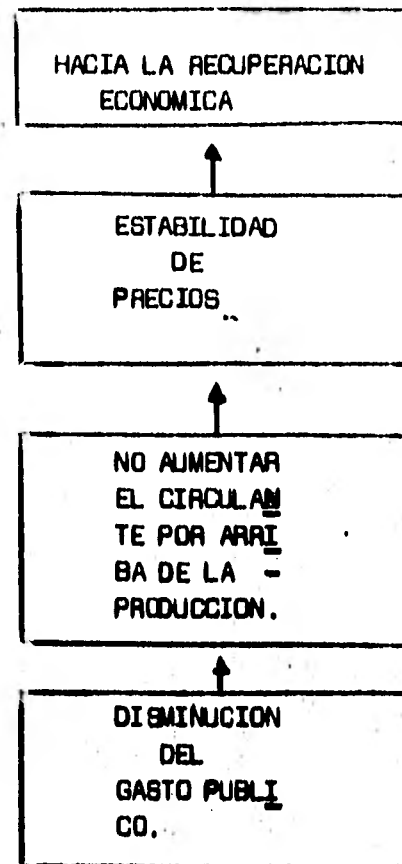 HACIA LA RECUPERACION
ECONOMICA
ESTABILIDAD
DE
PRECIOS
NO AUMENTAR
EL CIRCULAN
TE POR ARRI
BA DE LA -
PRODUCCION.
DISMINUCION
DEL
GASTO PUBLI
CO.